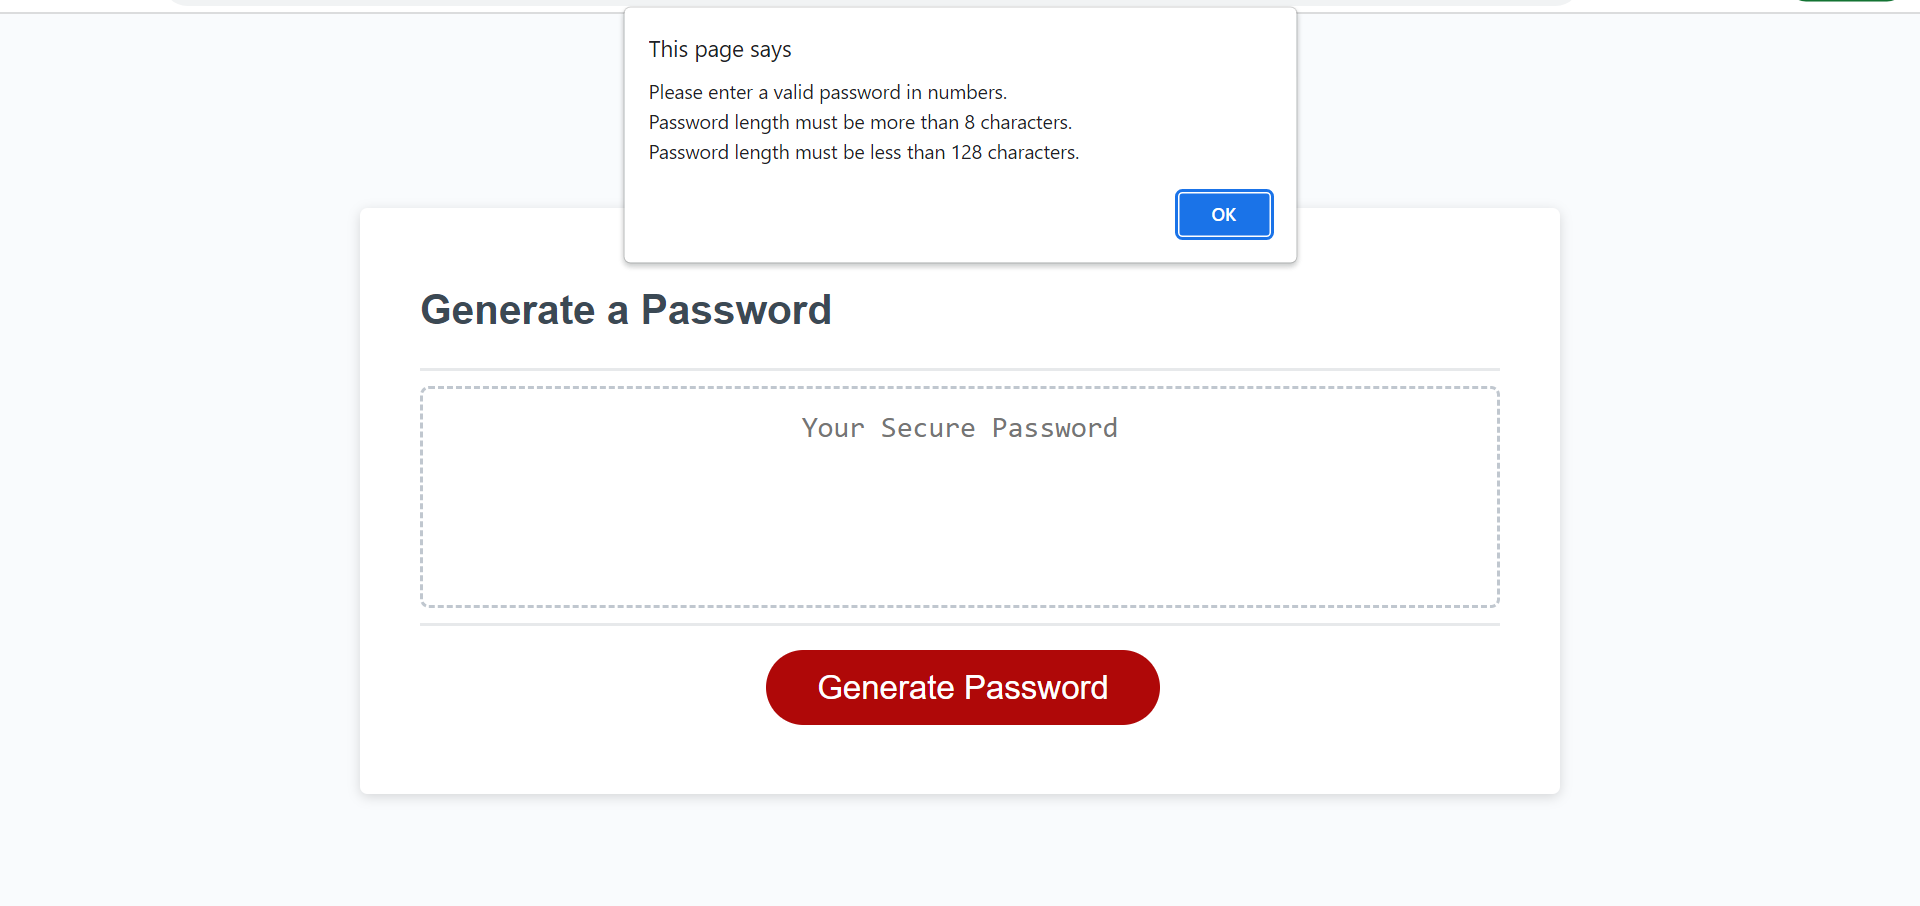 This page says
Please enter a valid password in numbers.
Password length must be more than 8 characters.
Password length must be less than 128 characters.
OK
Generate a Password
Your Secure Password
Generate Password